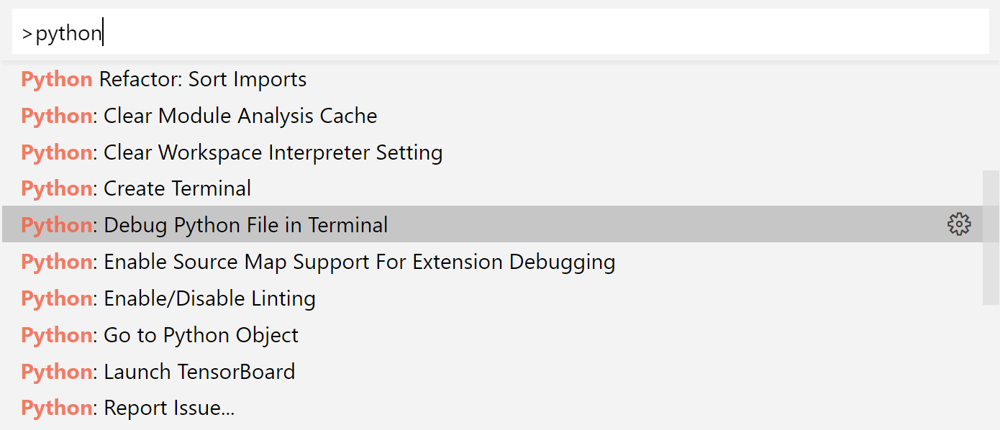 >python
Python Refactor: Sort Imports
Python: Clear Module Analysis Cache
Python: Clear Workspace Interpreter Setting
Python: Create Terminal
Python: Debug Python File in Terminal
Python: Enable Source Map Support For Extension Debugging
Python: Enable/Disable Linting
Python: Go to Python Object
Python: Launch TensorBoard
Python: Report Issue...